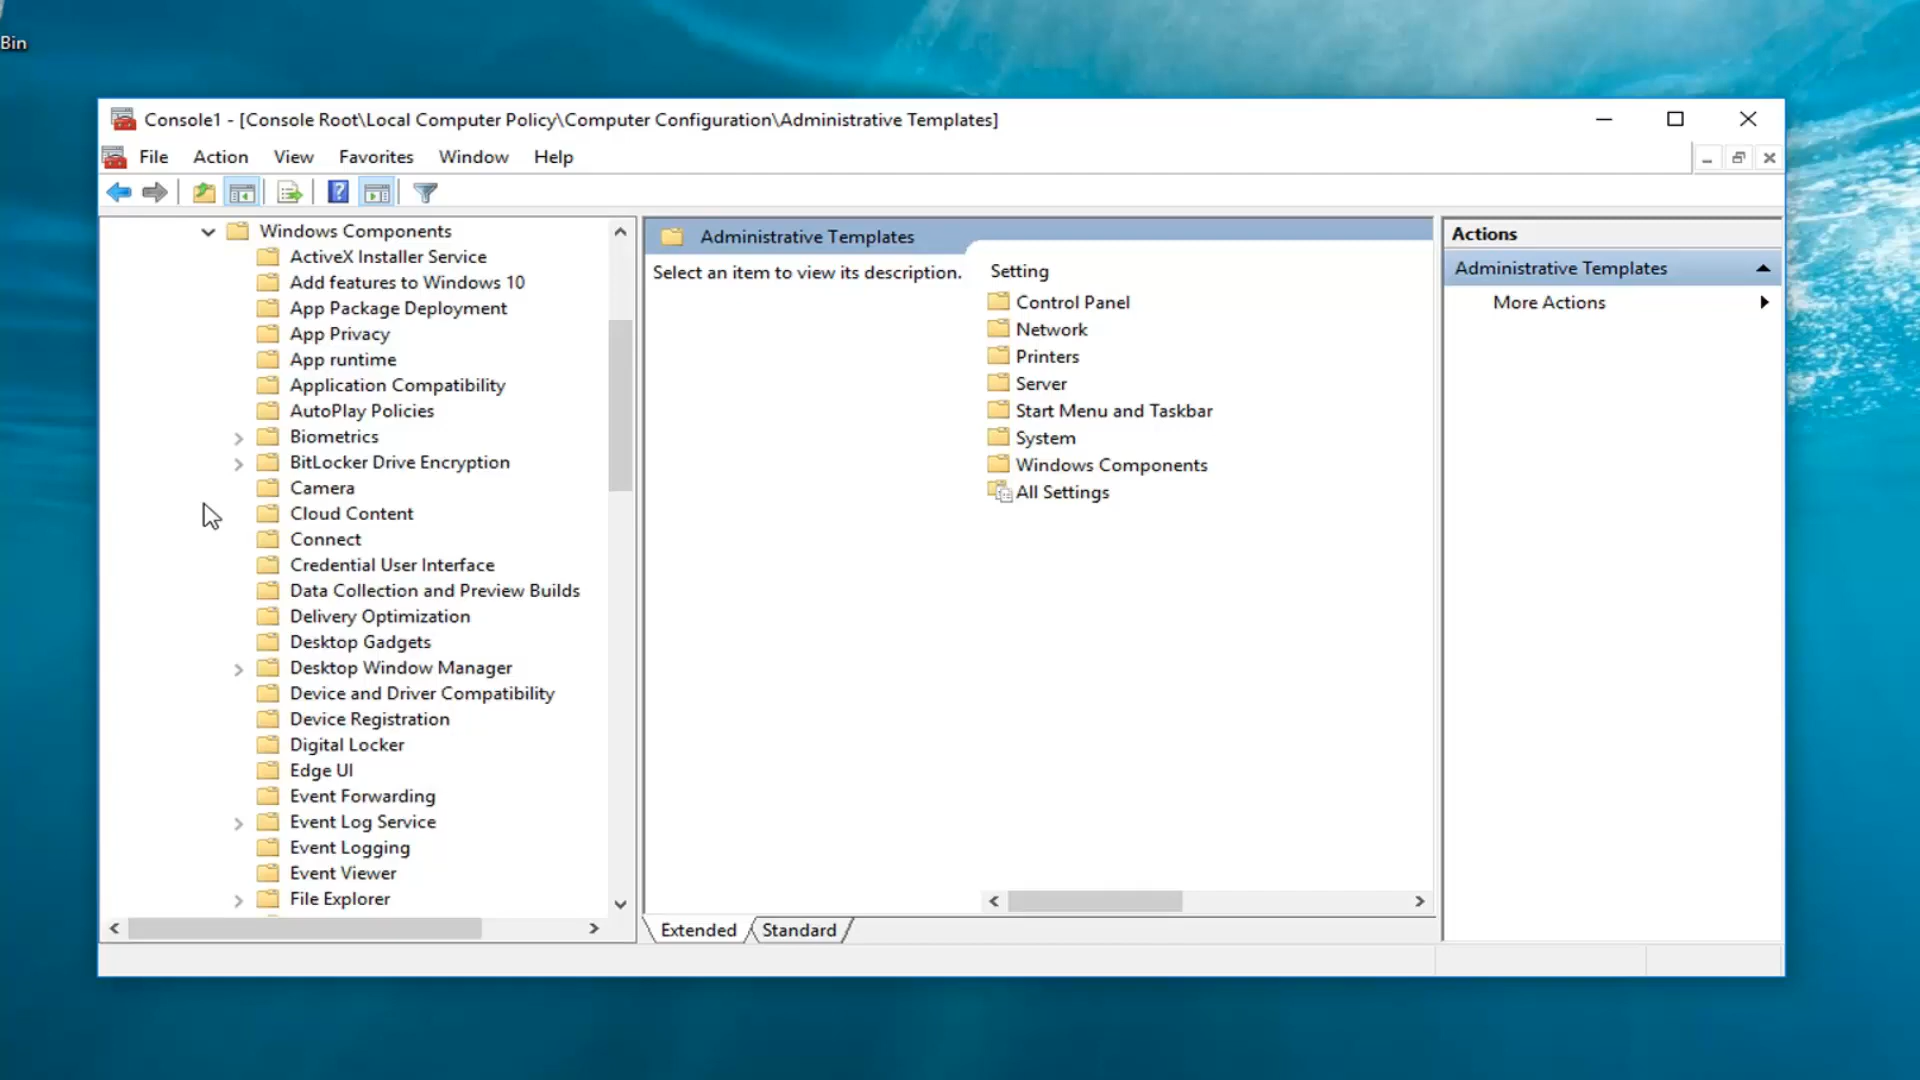 Bin
Console1 - [Console Root\Local Computer Policy\Computer Configuration\Administrative Templates]
File Action View Favorites Window Help
Windows Components
ActiveX Installer Service
Add features to Windows 10
App Package Deployment
App Privacy
App runtime
Application Compatibility
AutoPlay Policies
Biometrics
BitLocker Drive Encryption
Camera
Cloud Content
Connect
Credential User Interface
Data Collection and Preview Builds
Delivery Optimization
Desktop Gadgets
Desktop Window Manager
Device and Driver Compatibility
Device Registration
Digital Locker
Edge UI
Event Forwarding
Event Log Service
Event Logging
Event Viewer
File Explorer
Administrative Templates
Select an item to view its description.
Setting
Control Panel
Network
Printers
Server
Start Menu and Taskbar
System
Windows Components
All Settings
Extended Standard
Actions
Administrative Templates
More Actions